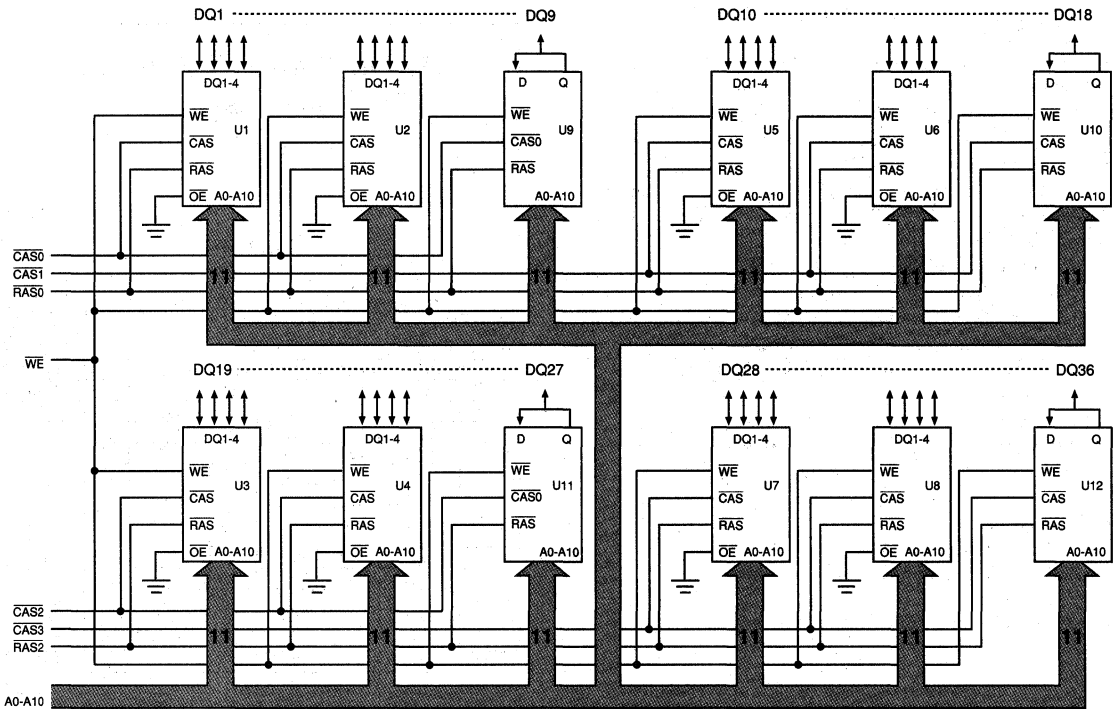 DQ1 DQ9 DQ10 DQ18
DQ1-4 DQ1-4 D Q DQ1-4 DQ1-4 D Q
WE WE WE WE WE WE
U1 U2 U9 U5 U6 U10
CAS CAS CAS0 CAS CAS CAS
RAS RAS RAS RAS RAS RAS
OE A0-A10 OE A0-A10 A0-A10 OE A0-A10 OE A0-A10 A0-A10
CAS0
CAS1
RAS0
11 11 11 11 11 11
WE
DQ19 DQ27 DQ28 DQ36
DQ1-4 DQ1-4 D Q DQ1-4 DQ1-4 D Q
WE WE WE WE WE WE
U3 U4 U11 U7 U8 U12
CAS CAS CAS0 CAS CAS CAS
RAS RAS RAS RAS RAS RAS
OE A0-A10 OE A0-A10 A0-A10 OE A0-A10 OE A0-A10 A0-A10
CAS2
CAS3
RAS2
11 11 11 11 11 11
A0-A10